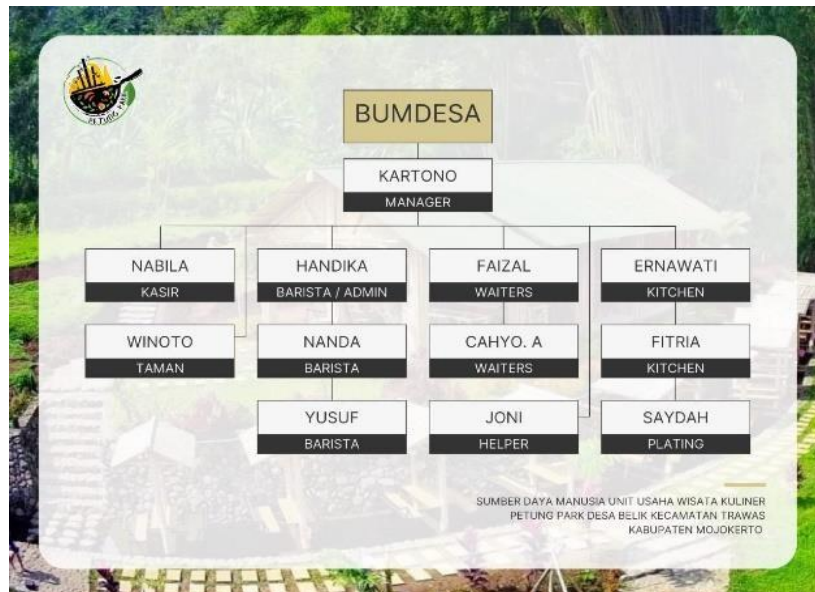 PETUNG PARK
BUMDESA
KARTONO
MANAGER
NABILA
KASIR
HANDIKA
BARISTA / ADMIN
FAIZAL
WAITERS
ERNAWATI
KITCHEN
WINOTO
TAMAN
NANDA
BARISTA
CAHYO. A
WAITERS
FITRIA
KITCHEN
YUSUF
BARISTA
JONI
HELPER
SAYDAH
PLATING
SUMBER DAYA MANUSIA UNIT USAHA WISATA KULINER
PETUNG PARK DESA BELIK KECAMATAN TRAWAS
KABUPATEN MOJOKERTO